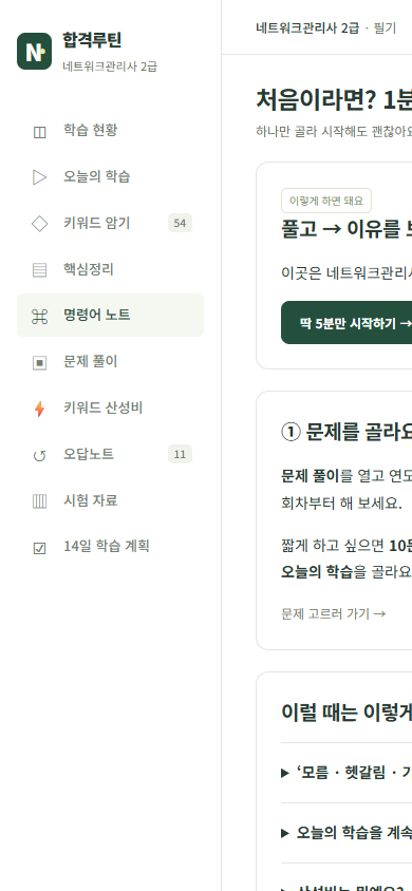 N
합격루틴
네트워크관리사 2급
학습 현황
오늘의 학습
키워드 암기 54
핵심정리
명령어 노트
문제 풀이
키워드 산성비
오답노트 11
시험 자료
14일 학습 계획
네트워크관리사 2급 · 필기
처음이라면? 1분
하나만 골라 시작해도 괜찮아요
이렇게 하면 돼요
풀고 → 이유를
이곳은 네트워크관리사
딱 5분만 시작하기 →
① 문제를 골라요
문제 풀이를 열고 연도
회차부터 해 보세요.
짧게 하고 싶으면 10문
오늘의 학습을 골라요
문제 고르러 가기 →
이럴 때는 이렇게
▶ ‘모름 · 헷갈림 ·
▶ 오늘의 학습을 계속